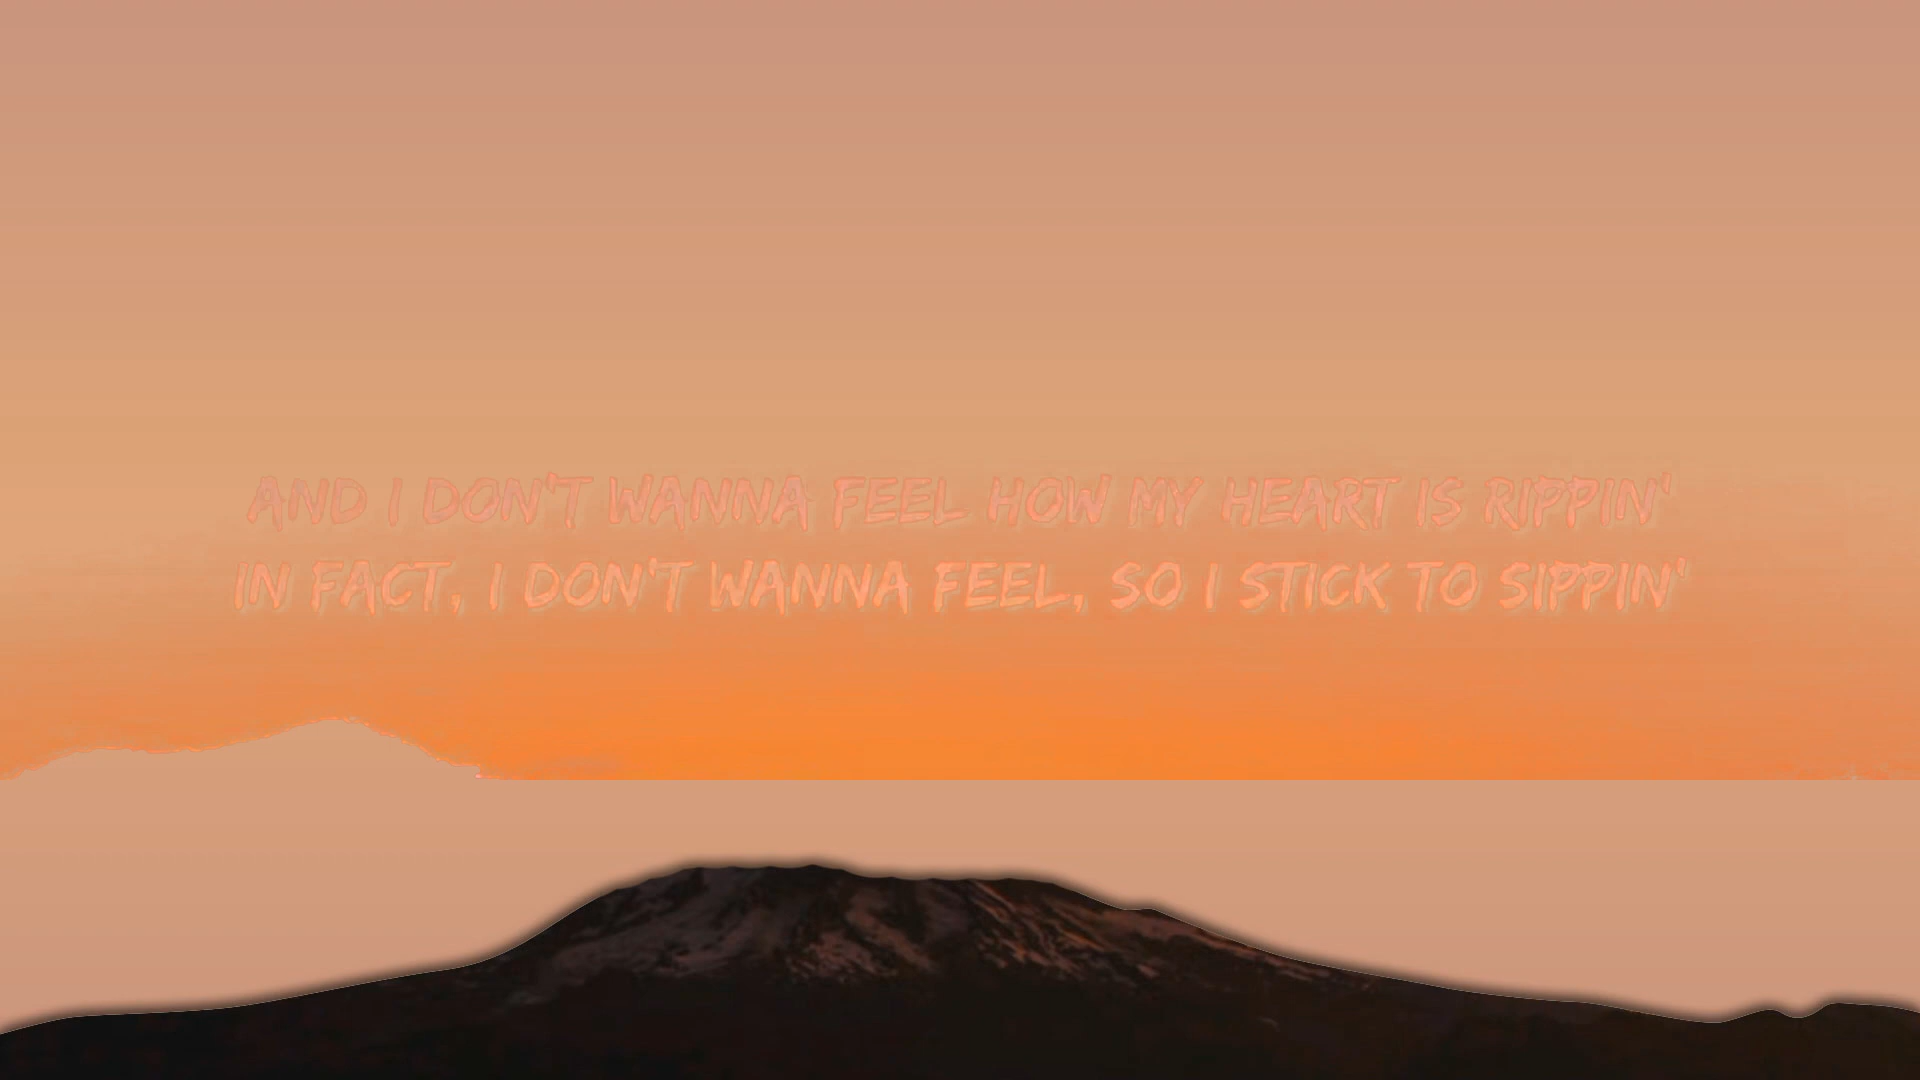 AND I DON'T WANNA FEEL HOW MY HEART IS RIPPIN'
IN FACT, I DON'T WANNA FEEL, SO I STICK TO SIPPIN'